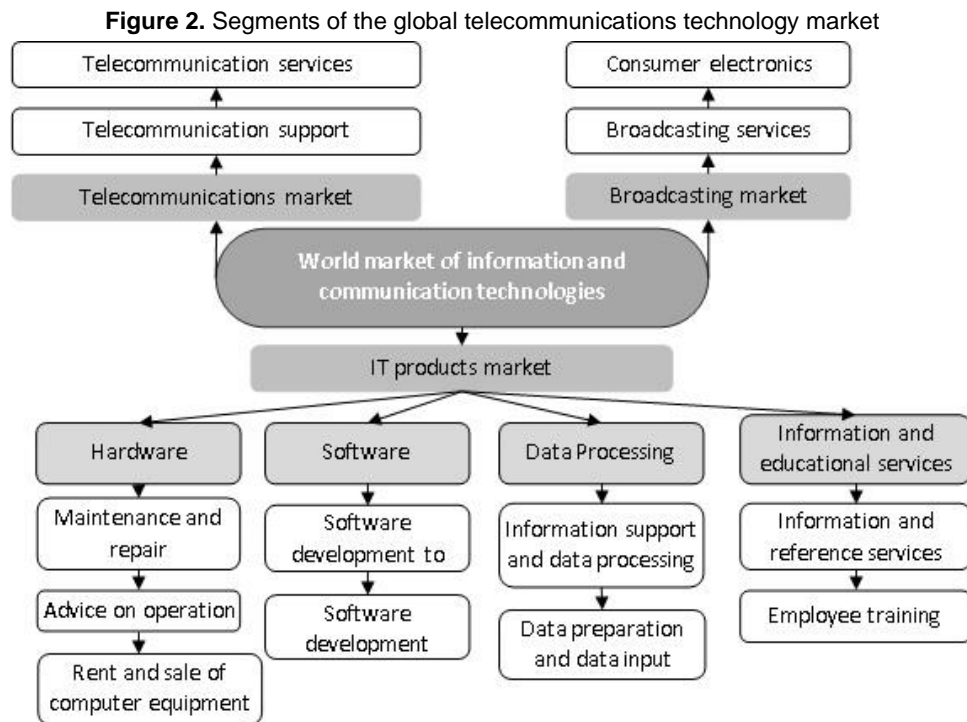 Figure 2. Segments of the global telecommunications technology market
Telecommunication services
Consumer electronics
Telecommunication support
Broadcasting services
Telecommunications market
Broadcasting market
World market of information and
communication technologies
IT products market
Hardware
Software
Data Processing
Information and
educational services
Maintenance and
repair
Software
development to
Information support
and data processing
Information and
reference services
Advice on operation
Software
development
Data preparation
and data input
Employee training
Rent and sale of
computer equipment